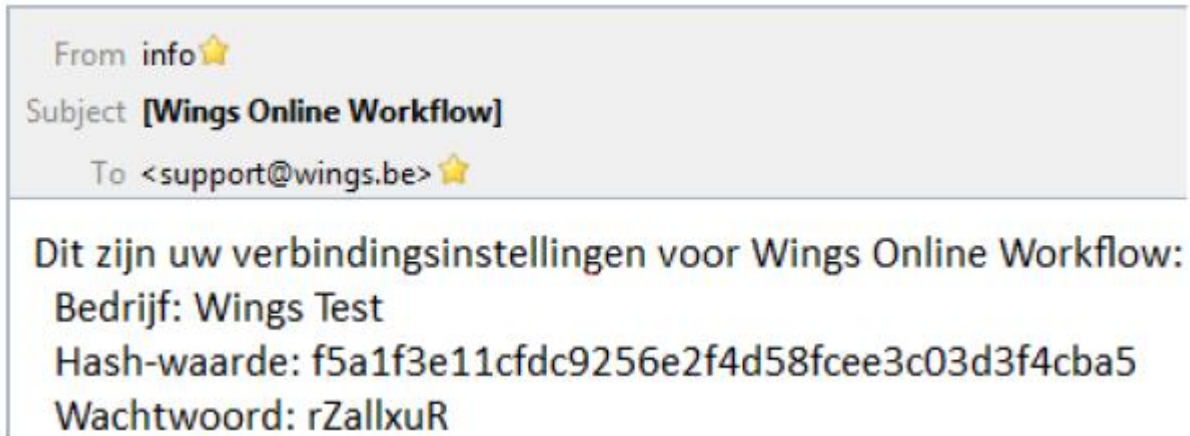 From info
Subject [Wings Online Workflow]
To <support@wings.be>
Dit zijn uw verbindingsinstellingen voor Wings Online Workflow:
Bedrijf: Wings Test
Hash-waarde: f5a1f3e11cfdc9256e2f4d58fcee3c03d3f4cba5
Wachtwoord: rZallxuR